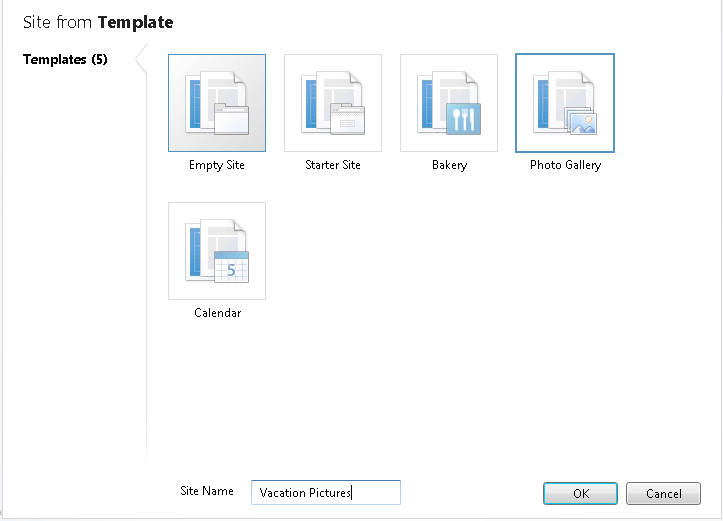 Site from Template
Templates (5)
Empty Site
Starter Site
Bakery
Photo Gallery
5
Calendar
Site Name
Vacation Pictures
OK
Cancel